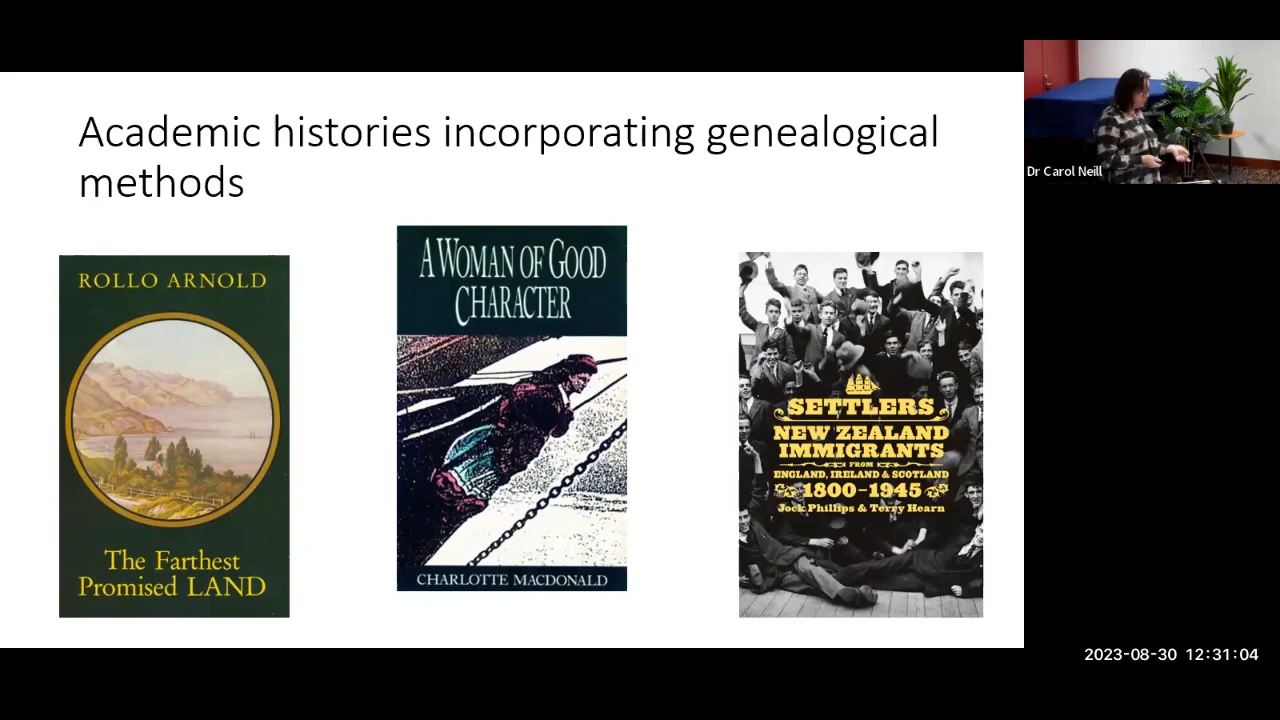 Academic histories incorporating genealogical
methods
ROLLO ARNOLD
The Farthest
Promised LAND
A WOMAN OF GOOD
CHARACTER
CHARLOTTE MACDONALD
SETTLERS
NEW ZEALAND
IMMIGRANTS
FROM
ENGLAND, IRELAND & SCOTLAND
1800–1945
Jock Phillips & Terry Hearn
Dr Carol Neill
2023-08-30 12:31:04